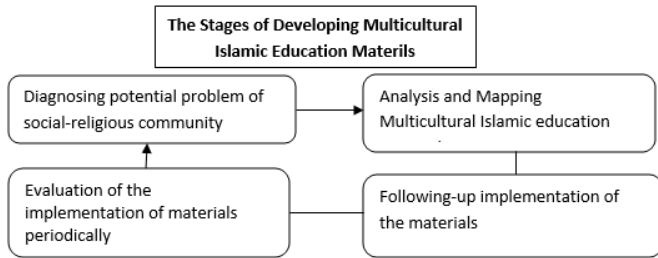 The Stages of Developing Multicultural
Islamic Education Materils
Diagnosing potential problem of
social-religious community
Analysis and Mapping
Multicultural Islamic education
Evaluation of the
implementation of materials
periodically
Following-up implementation of
the materials